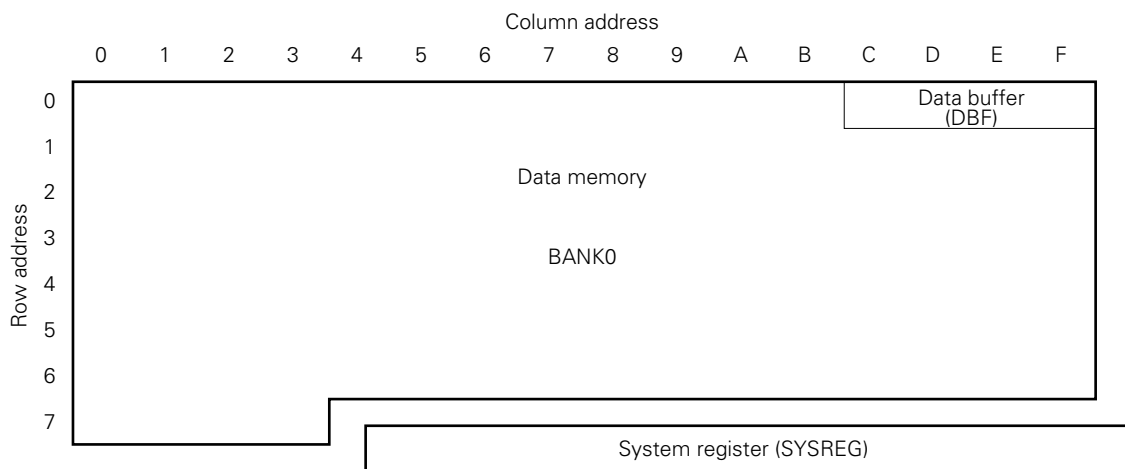 Column address
0 1 2 3 4 5 6 7 8 9 A B C D E F
0
Data buffer
(DBF)
1
2
Data memory
3
BANK0
4
5
6
7
System register (SYSREG)
Row address